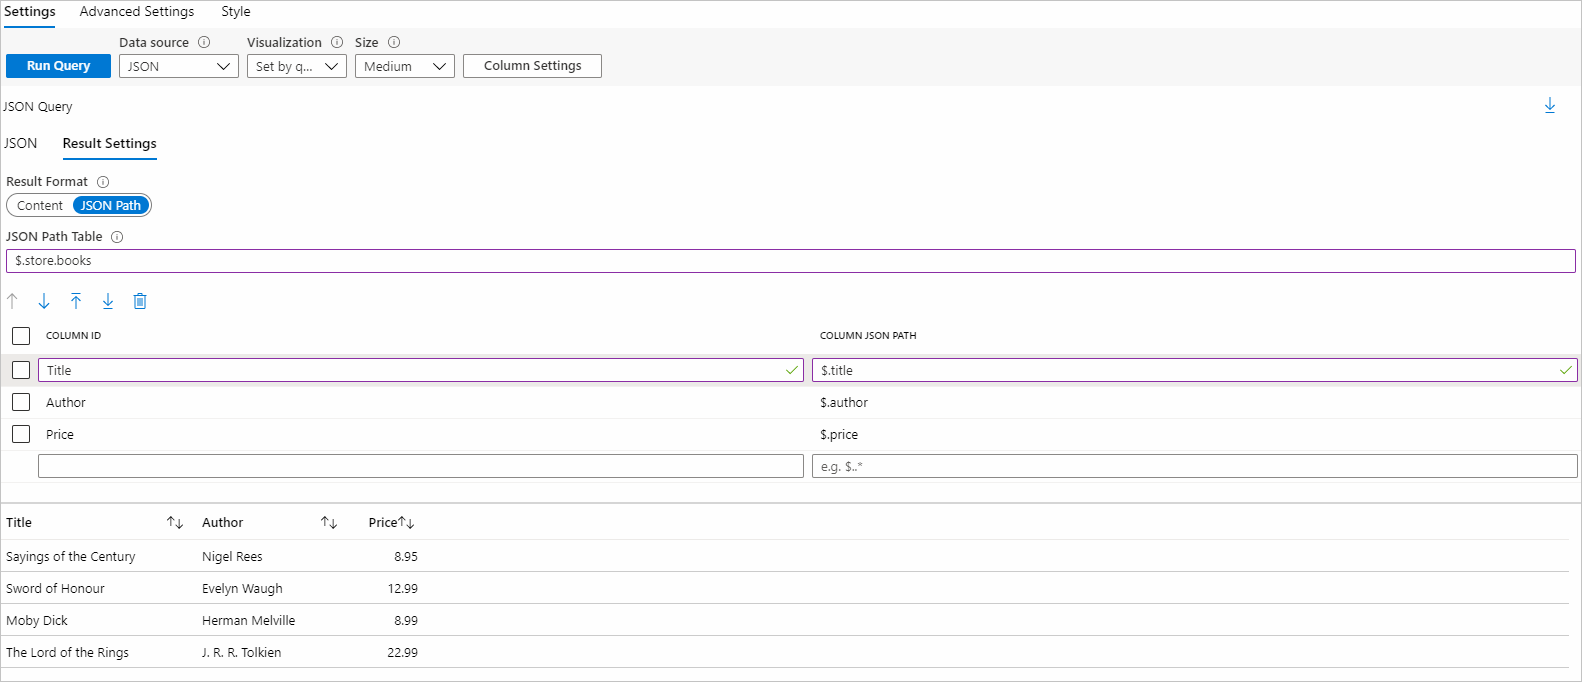 Settings Advanced Settings Style
Data source Visualization Size
Run Query JSON Set by q... Medium Column Settings
JSON Query
JSON Result Settings
Result Format
Content JSON Path
JSON Path Table
$.store.books
COLUMN ID COLUMN JSON PATH
Title $.title
Author $.author
Price $.price
e.g. $..*
Title Author Price
Sayings of the Century Nigel Rees 8.95
Sword of Honour Evelyn Waugh 12.99
Moby Dick Herman Melville 8.99
The Lord of the Rings J. R. R. Tolkien 22.99